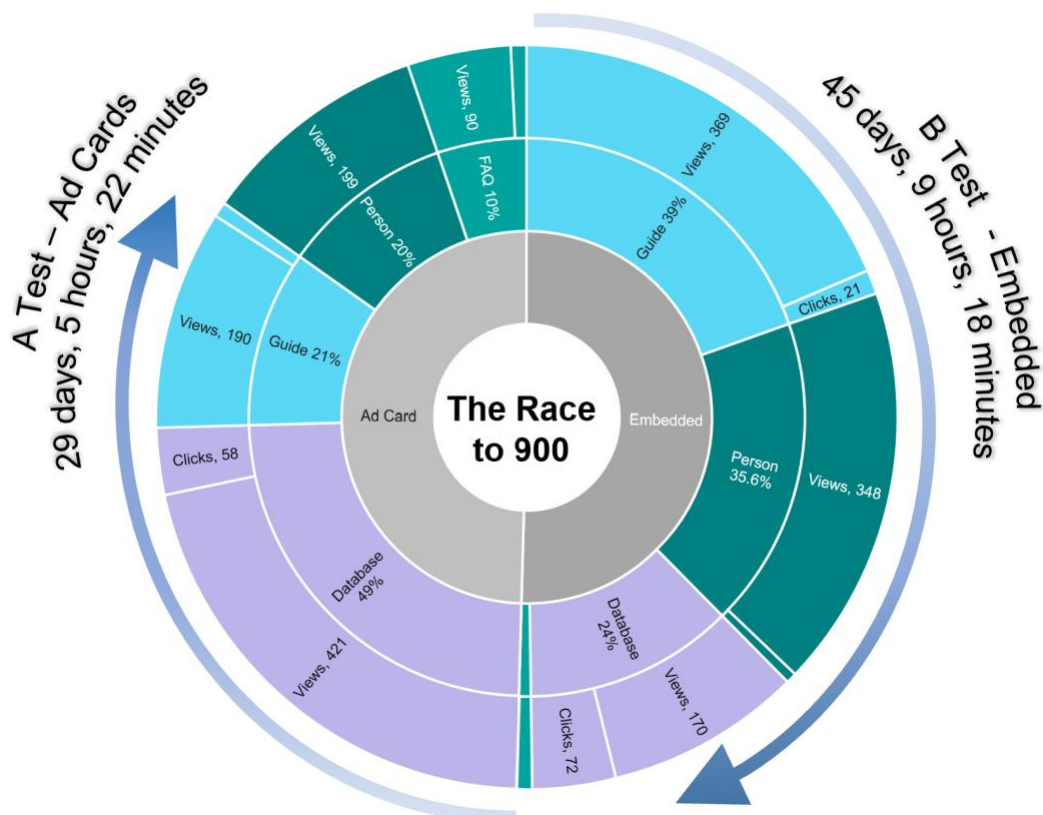 A Test – Ad Cards
29 days, 5 hours, 22 minutes
B Test - Embedded
45 days, 9 hours, 18 minutes
The Race
to 900
Ad Card
Embedded
Guide 39%
Views, 369
Clicks, 21
Person
35.6%
Views, 348
Database
24%
Views, 170
Clicks, 72
Database
49%
Views, 421
Clicks, 58
Guide 21%
Views, 190
Person 20%
Views, 199
FAQ 10%
Views, 90